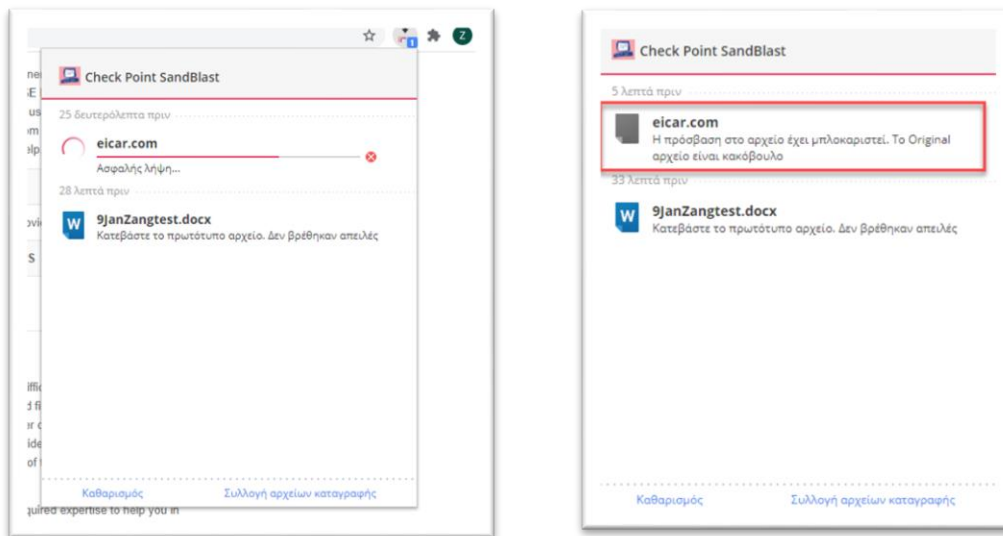 Check Point SandBlast
25 δευτερόλεπτα πριν
eicar.com
Ασφαλής λήψη...
28 λεπτά πριν
9JanZangtest.docx
Κατεβάστε το πρωτότυπο αρχείο. Δεν βρέθηκαν απειλές
Καθαρισμός Συλλογή αρχείων καταγραφής
quired expertise to help you in
1
Z
Check Point SandBlast
5 λεπτά πριν
eicar.com
Η πρόσβαση στο αρχείο έχει μπλοκαριστεί. Το Original
αρχείο είναι κακόβουλο
33 λεπτά πριν
9JanZangtest.docx
Κατεβάστε το πρωτότυπο αρχείο. Δεν βρέθηκαν απειλές
Καθαρισμός Συλλογή αρχείων καταγραφής